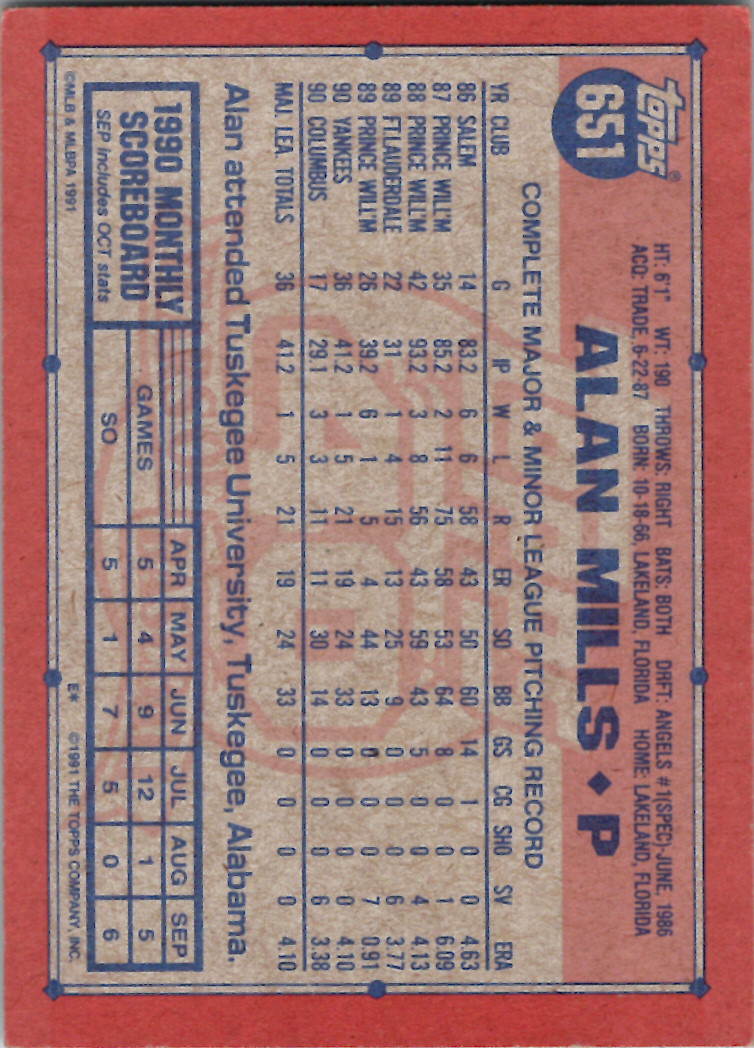 TOPPS®
651
HT: 6'1" WT: 190 THROWS: RIGHT BATS: BOTH DRFT: ANGELS #1(SPEC)-JUNE, 1986
ACQ: TRADE, 6-22-87 BORN: 10-18-66, LAKELAND, FLORIDA HOME: LAKELAND, FLORIDA
ALAN MILLS ♦ P
COMPLETE MAJOR & MINOR LEAGUE PITCHING RECORD
YR CLUB G IP W L R ER SO BB GS CG SHO SV ERA
86 SALEM 14 83.2 6 6 58 43 50 60 14 1 0 0 4.63
87 PRINCE WILL'M 35 85.2 2 11 75 58 53 64 8 0 0 1 6.09
88 PRINCE WILL'M 42 93.2 3 8 56 43 59 43 5 0 0 4 4.13
89 FT.LAUDERDALE 22 31 1 4 15 13 25 9 0 0 0 6 3.77
89 PRINCE WILL'M 26 39.2 6 1 5 4 44 13 0 0 0 7 0.91
90 YANKEES 36 41.2 1 5 21 19 24 33 0 0 0 0 4.10
90 COLUMBUS 17 29.1 3 3 11 11 30 14 0 0 0 6 3.38
MAJ. LEA. TOTALS 36 41.2 1 5 21 19 24 33 0 0 0 0 4.10
Alan attended Tuskegee University, Tuskegee, Alabama.
1990 MONTHLY
SCOREBOARD
SEP includes OCT stats
APR MAY JUN JUL AUG SEP
GAMES 5 4 9 12 1 5
SO 5 1 7 5 0 6
©MLB & MLBPA 1991
E* ©1991 THE TOPPS COMPANY, INC.